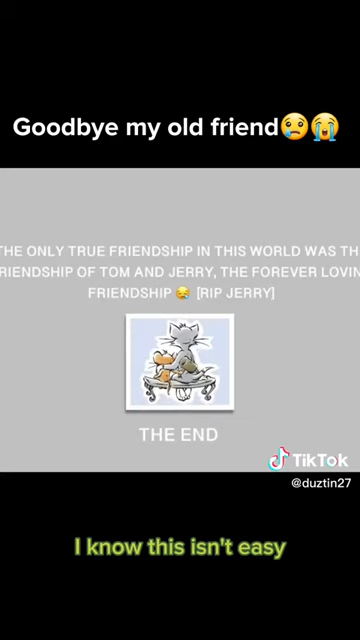 Goodbye my old friend😢😭
THE ONLY TRUE FRIENDSHIP IN THIS WORLD WAS TH
RIENDSHIP OF TOM AND JERRY, THE FOREVER LOVIN
FRIENDSHIP 😪 [RIP JERRY]
THE END
TikTok
@duztin27
I know this isn't easy